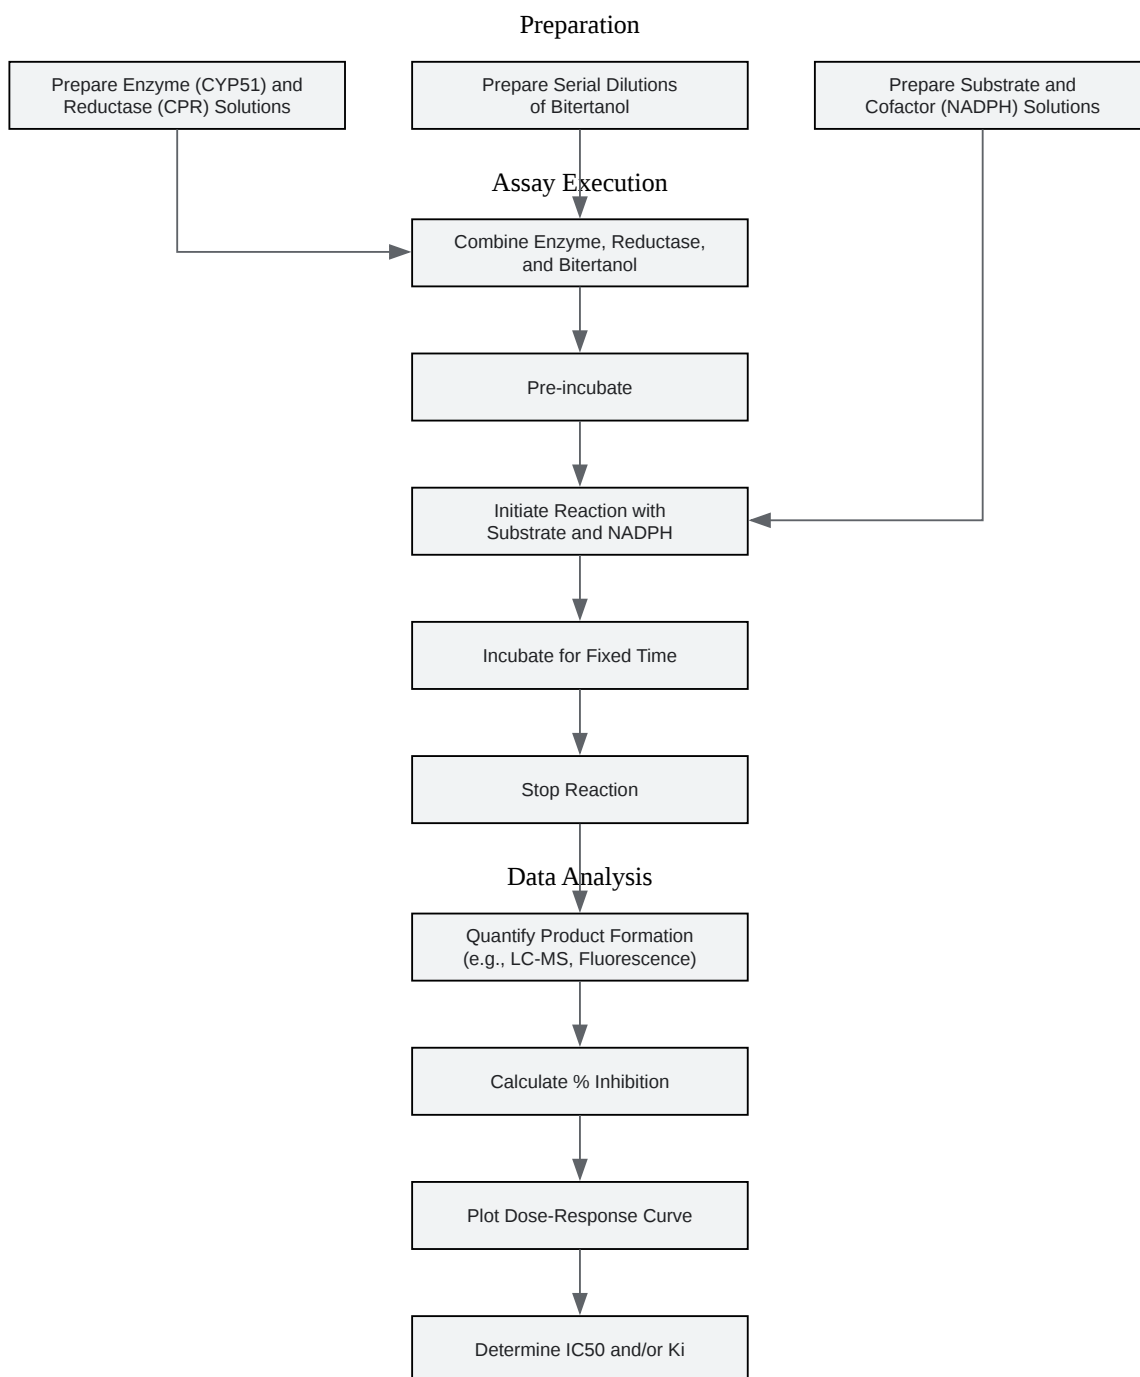 Preparation
Prepare Enzyme (CYP51) and
Reductase (CPR) Solutions
Prepare Serial Dilutions
of Bitertanol
Prepare Substrate and
Cofactor (NADPH) Solutions
Assay Execution
Combine Enzyme, Reductase,
and Bitertanol
Pre-incubate
Initiate Reaction with
Substrate and NADPH
Incubate for Fixed Time
Stop Reaction
Data Analysis
Quantify Product Formation
(e.g., LC-MS, Fluorescence)
Calculate % Inhibition
Plot Dose-Response Curve
Determine IC50 and/or Ki